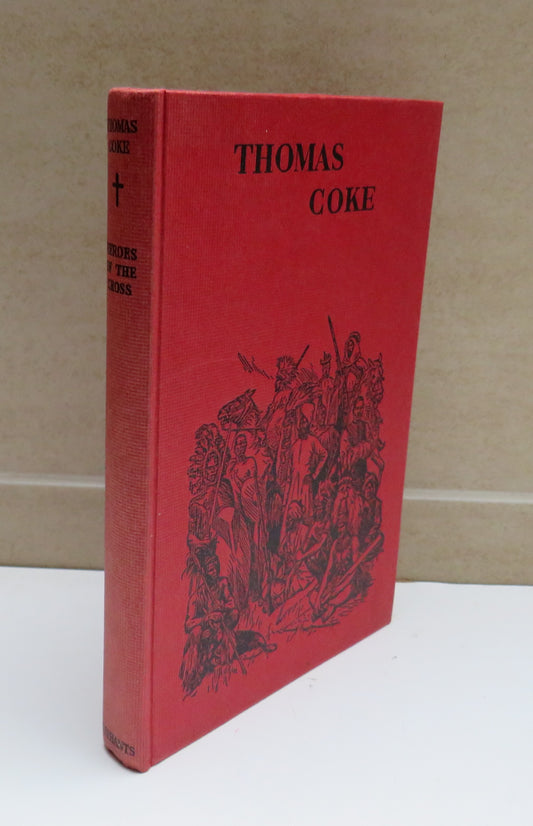 THOMAS
COKE
HEROES
OF THE
CROSS
THOMAS
COKE